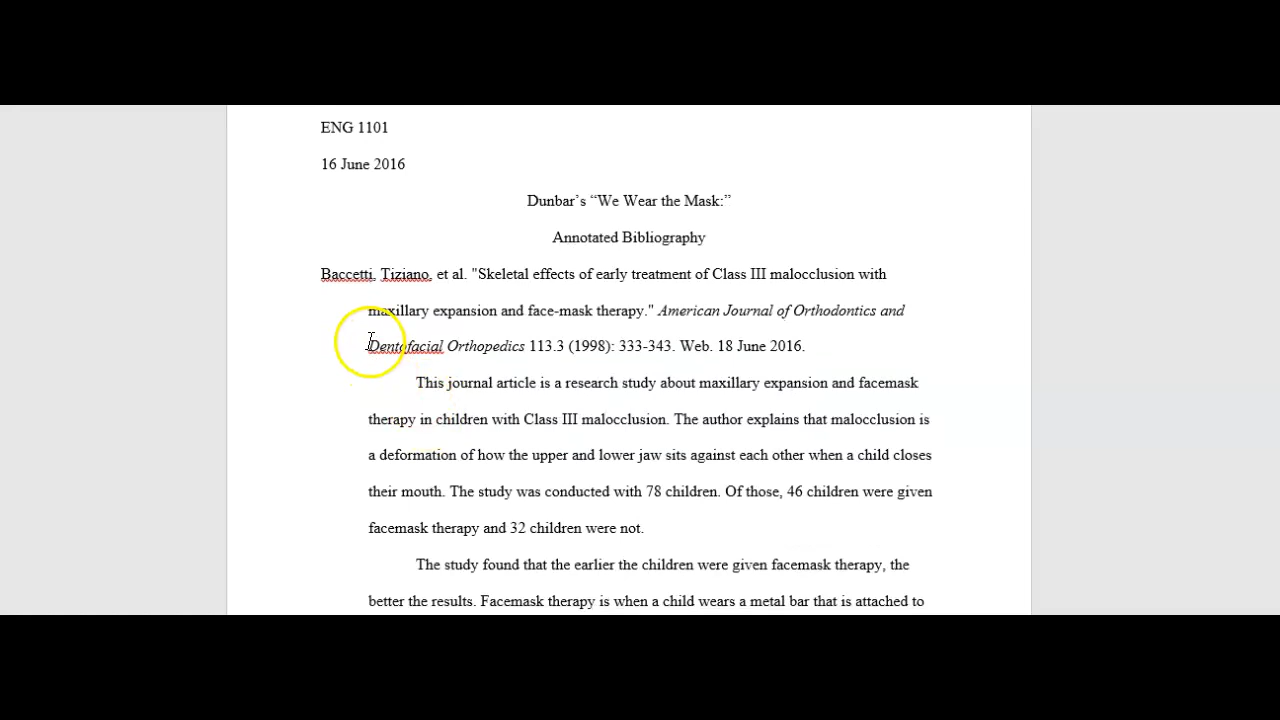 ENG 1101
16 June 2016
Dunbar’s “We Wear the Mask:”
Annotated Bibliography
Baccetti, Tiziano, et al. "Skeletal effects of early treatment of Class III malocclusion with
maxillary expansion and face-mask therapy." American Journal of Orthodontics and
Dentofacial Orthopedics 113.3 (1998): 333-343. Web. 18 June 2016.
This journal article is a research study about maxillary expansion and facemask
therapy in children with Class III malocclusion. The author explains that malocclusion is
a deformation of how the upper and lower jaw sits against each other when a child closes
their mouth. The study was conducted with 78 children. Of those, 46 children were given
facemask therapy and 32 children were not.
The study found that the earlier the children were given facemask therapy, the
better the results. Facemask therapy is when a child wears a metal bar that is attached to